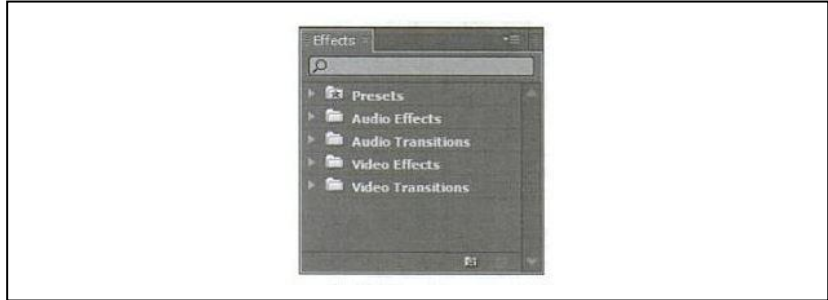 Effects
Presets
Audio Effects
Audio Transitions
Video Effects
Video Transitions